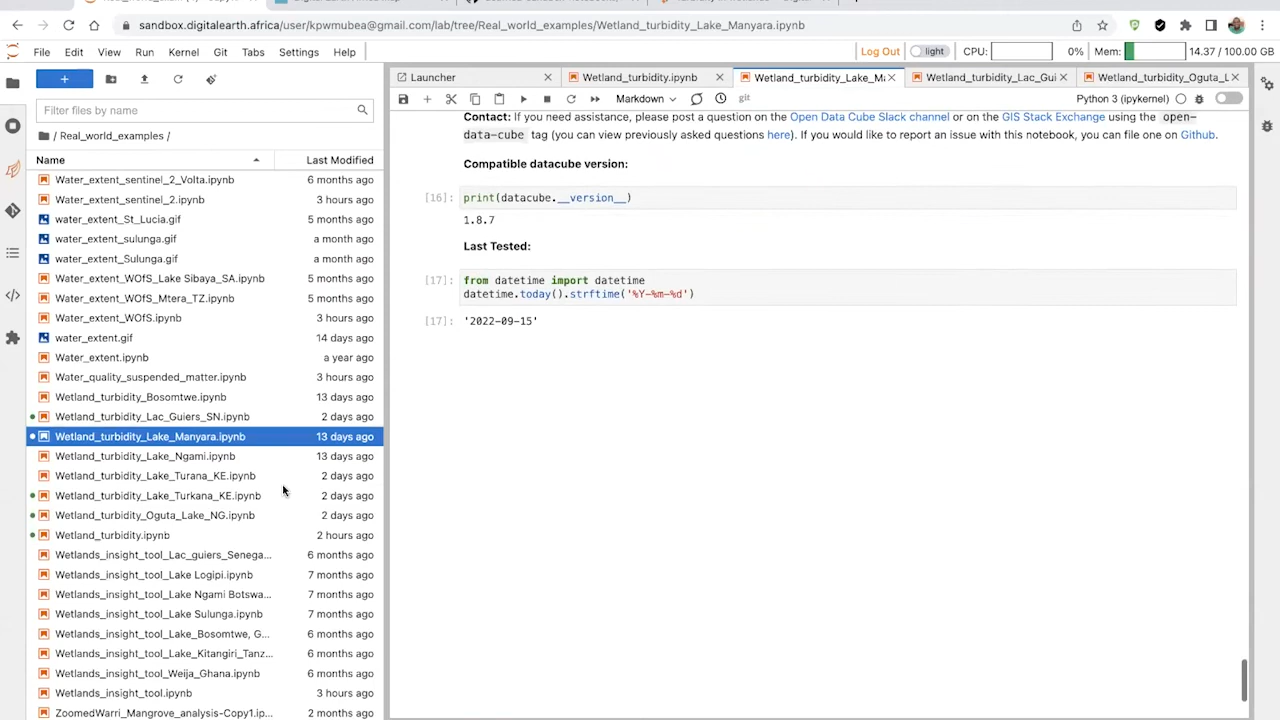 sandbox.digitalearth.africa/user/kpwmubea@gmail.com/lab/tree/Real_world_examples/Wetland_turbidity_Lake_Manyara.ipynb
File Edit View Run Kernel Git Tabs Settings Help
Log Out light CPU: 0% Mem: 14.37 / 100.00 GB
Launcher
Wetland_turbidity.ipynb
Wetland_turbidity_Lake_Ma
Wetland_turbidity_Lac_Gui
Wetland_turbidity_Oguta_L
Filter files by name
Markdown
git
Python 3 (ipykernel)
/ Real_world_examples /
Name Last Modified
Water_extent_sentinel_2_Volta.ipynb 6 months ago
Water_extent_sentinel_2.ipynb 3 hours ago
water_extent_St_Lucia.gif 5 months ago
water_extent_sulunga.gif a month ago
water_extent_Sulunga.gif a month ago
Water_extent_WOfS_Lake Sibaya_SA.ipynb 5 months ago
Water_extent_WOfS_Mtera_TZ.ipynb 5 months ago
Water_extent_WOfS.ipynb 3 hours ago
water_extent.gif 14 days ago
Water_extent.ipynb a year ago
Water_quality_suspended_matter.ipynb 3 hours ago
Wetland_turbidity_Bosomtwe.ipynb 13 days ago
Wetland_turbidity_Lac_Guiers_SN.ipynb 2 days ago
Wetland_turbidity_Lake_Manyara.ipynb 13 days ago
Wetland_turbidity_Lake_Ngami.ipynb 13 days ago
Wetland_turbidity_Lake_Turana_KE.ipynb 2 days ago
Wetland_turbidity_Lake_Turkana_KE.ipynb 2 days ago
Wetland_turbidity_Oguta_Lake_NG.ipynb 2 days ago
Wetland_turbidity.ipynb 2 hours ago
Wetlands_insight_tool_Lac_guiers_Senega... 6 months ago
Wetlands_insight_tool_Lake Logipi.ipynb 7 months ago
Wetlands_insight_tool_Lake Ngami Botswa... 7 months ago
Wetlands_insight_tool_Lake Sulunga.ipynb 7 months ago
Wetlands_insight_tool_Lake_Bosomtwe, G... 6 months ago
Wetlands_insight_tool_Lake_Kitangiri_Tanz... 6 months ago
Wetlands_insight_tool_Weija_Ghana.ipynb 6 months ago
Wetlands_insight_tool.ipynb 3 hours ago
ZoomedWarri_Mangrove_analysis-Copy1.ip... 2 months ago
Contact: If you need assistance, please post a question on the Open Data Cube Slack channel or on the GIS Stack Exchange using the open-
data-cube tag (you can view previously asked questions here). If you would like to report an issue with this notebook, you can file one on Github.
Compatible datacube version:
[16]: print(datacube.__version__)
1.8.7
Last Tested:
[17]: from datetime import datetime
datetime.today().strftime('%Y-%m-%d')
[17]: '2022-09-15'